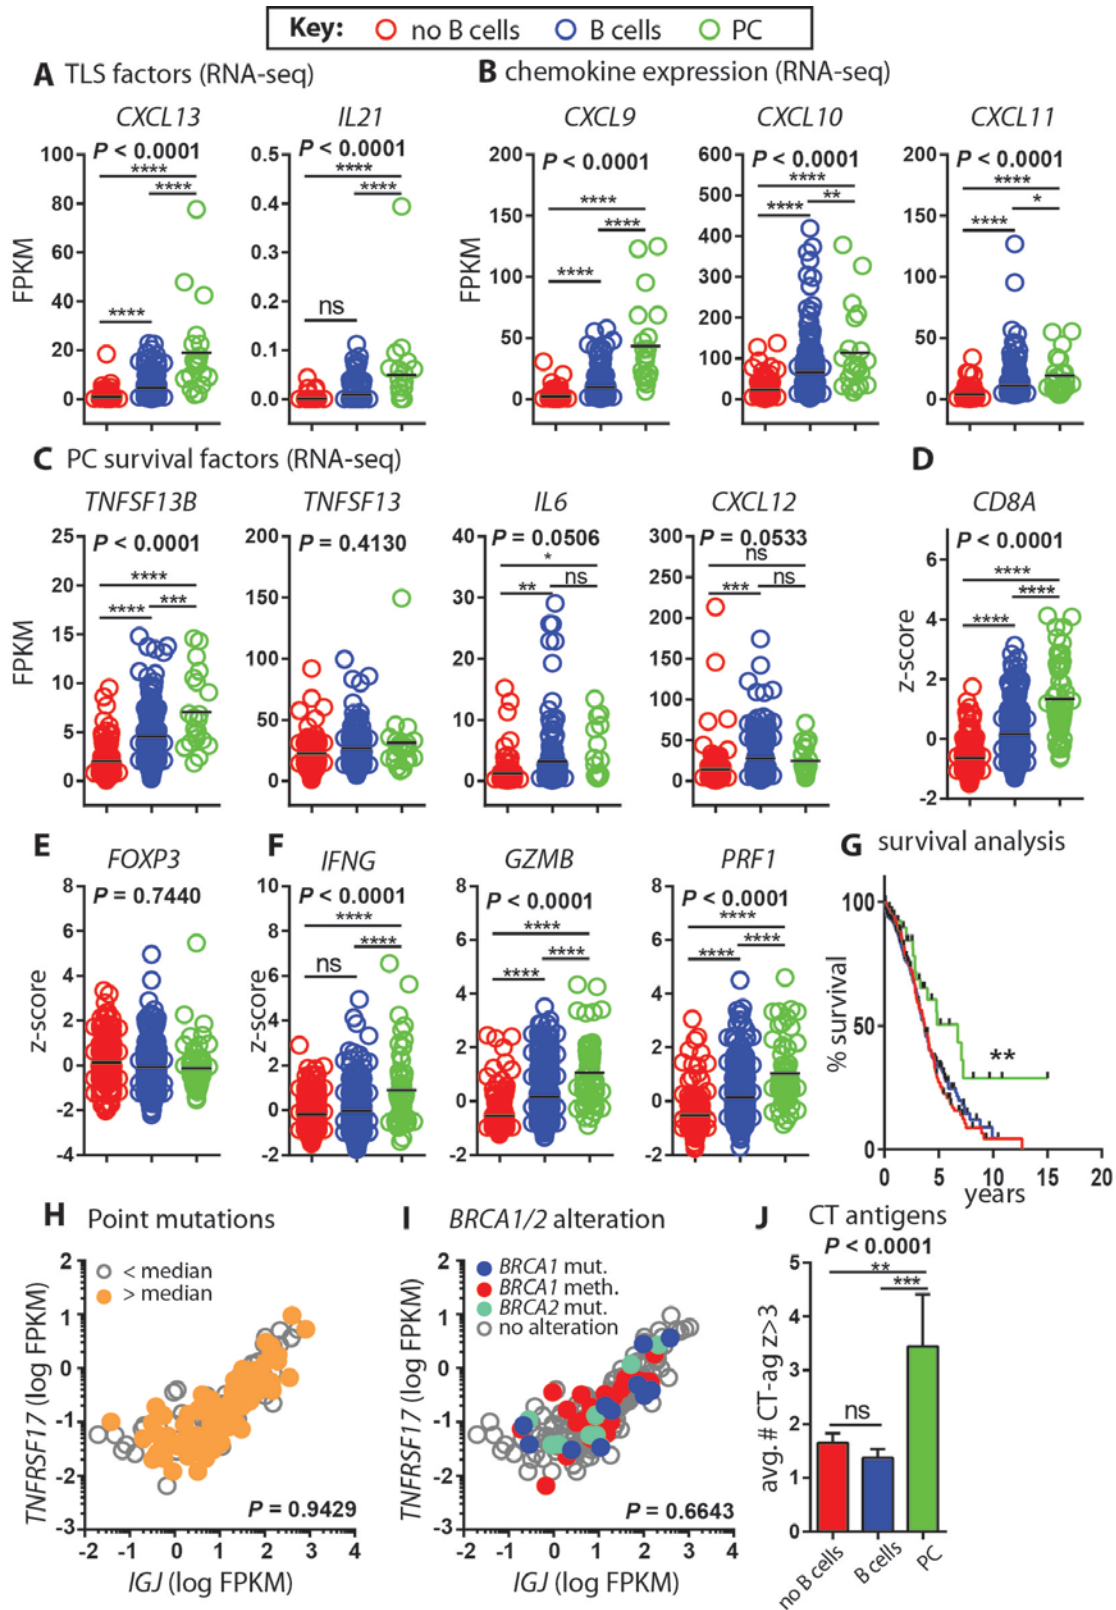 Key: no B cells B cells PC
A TLS factors (RNA-seq)
B chemokine expression (RNA-seq)
CXCL13 IL21 CXCL9 CXCL10 CXCL11
P < 0.0001 P < 0.0001 P < 0.0001 P < 0.0001 P < 0.0001
FPKM
100
80
60
40
20
0
**** **** ****
0.5
0.4
0.3
0.2
0.1
0.0
**** **** ns
FPKM
200
150
100
50
0
**** **** ****
600
500
400
300
200
100
0
**** ** ****
200
150
100
50
0
**** * ****
C PC survival factors (RNA-seq)
D
TNFSF13B TNFSF13 IL6 CXCL12 CD8A
P < 0.0001 P = 0.4130 P = 0.0506 P = 0.0533 P < 0.0001
FPKM
25
20
15
10
5
0
**** **** ***
200
150
100
50
0
40
30
20
10
0
* ** ns
300
250
200
150
100
50
0
ns *** ns
z-score
6
4
2
0
-2
**** **** ****
E F G survival analysis
FOXP3 IFNG GZMB PRF1
P = 0.7440 P < 0.0001 P < 0.0001 P < 0.0001
z-score
8
6
4
2
0
-2
-4
z-score
10
8
6
4
2
0
-2
**** **** ns
8
6
4
2
0
-2
**** **** ****
8
6
4
2
0
-2
**** **** ****
% survival
100
50
0
**
0 5 10 15 20
years
H Point mutations
I BRCA1/2 alteration
J CT antigens
< median
> median
TNFRSF17 (log FPKM)
2
1
0
-1
-2
-3
P = 0.9429
-2 -1 0 1 2 3 4
IGJ (log FPKM)
BRCA1 mut.
BRCA1 meth.
BRCA2 mut.
no alteration
TNFRSF17 (log FPKM)
2
1
0
-1
-2
-3
P = 0.6643
-2 -1 0 1 2 3 4
IGJ (log FPKM)
P < 0.0001
** ***
ns
avg. # CT-ag z>3
5
4
3
2
1
0
no B cells B cells PC